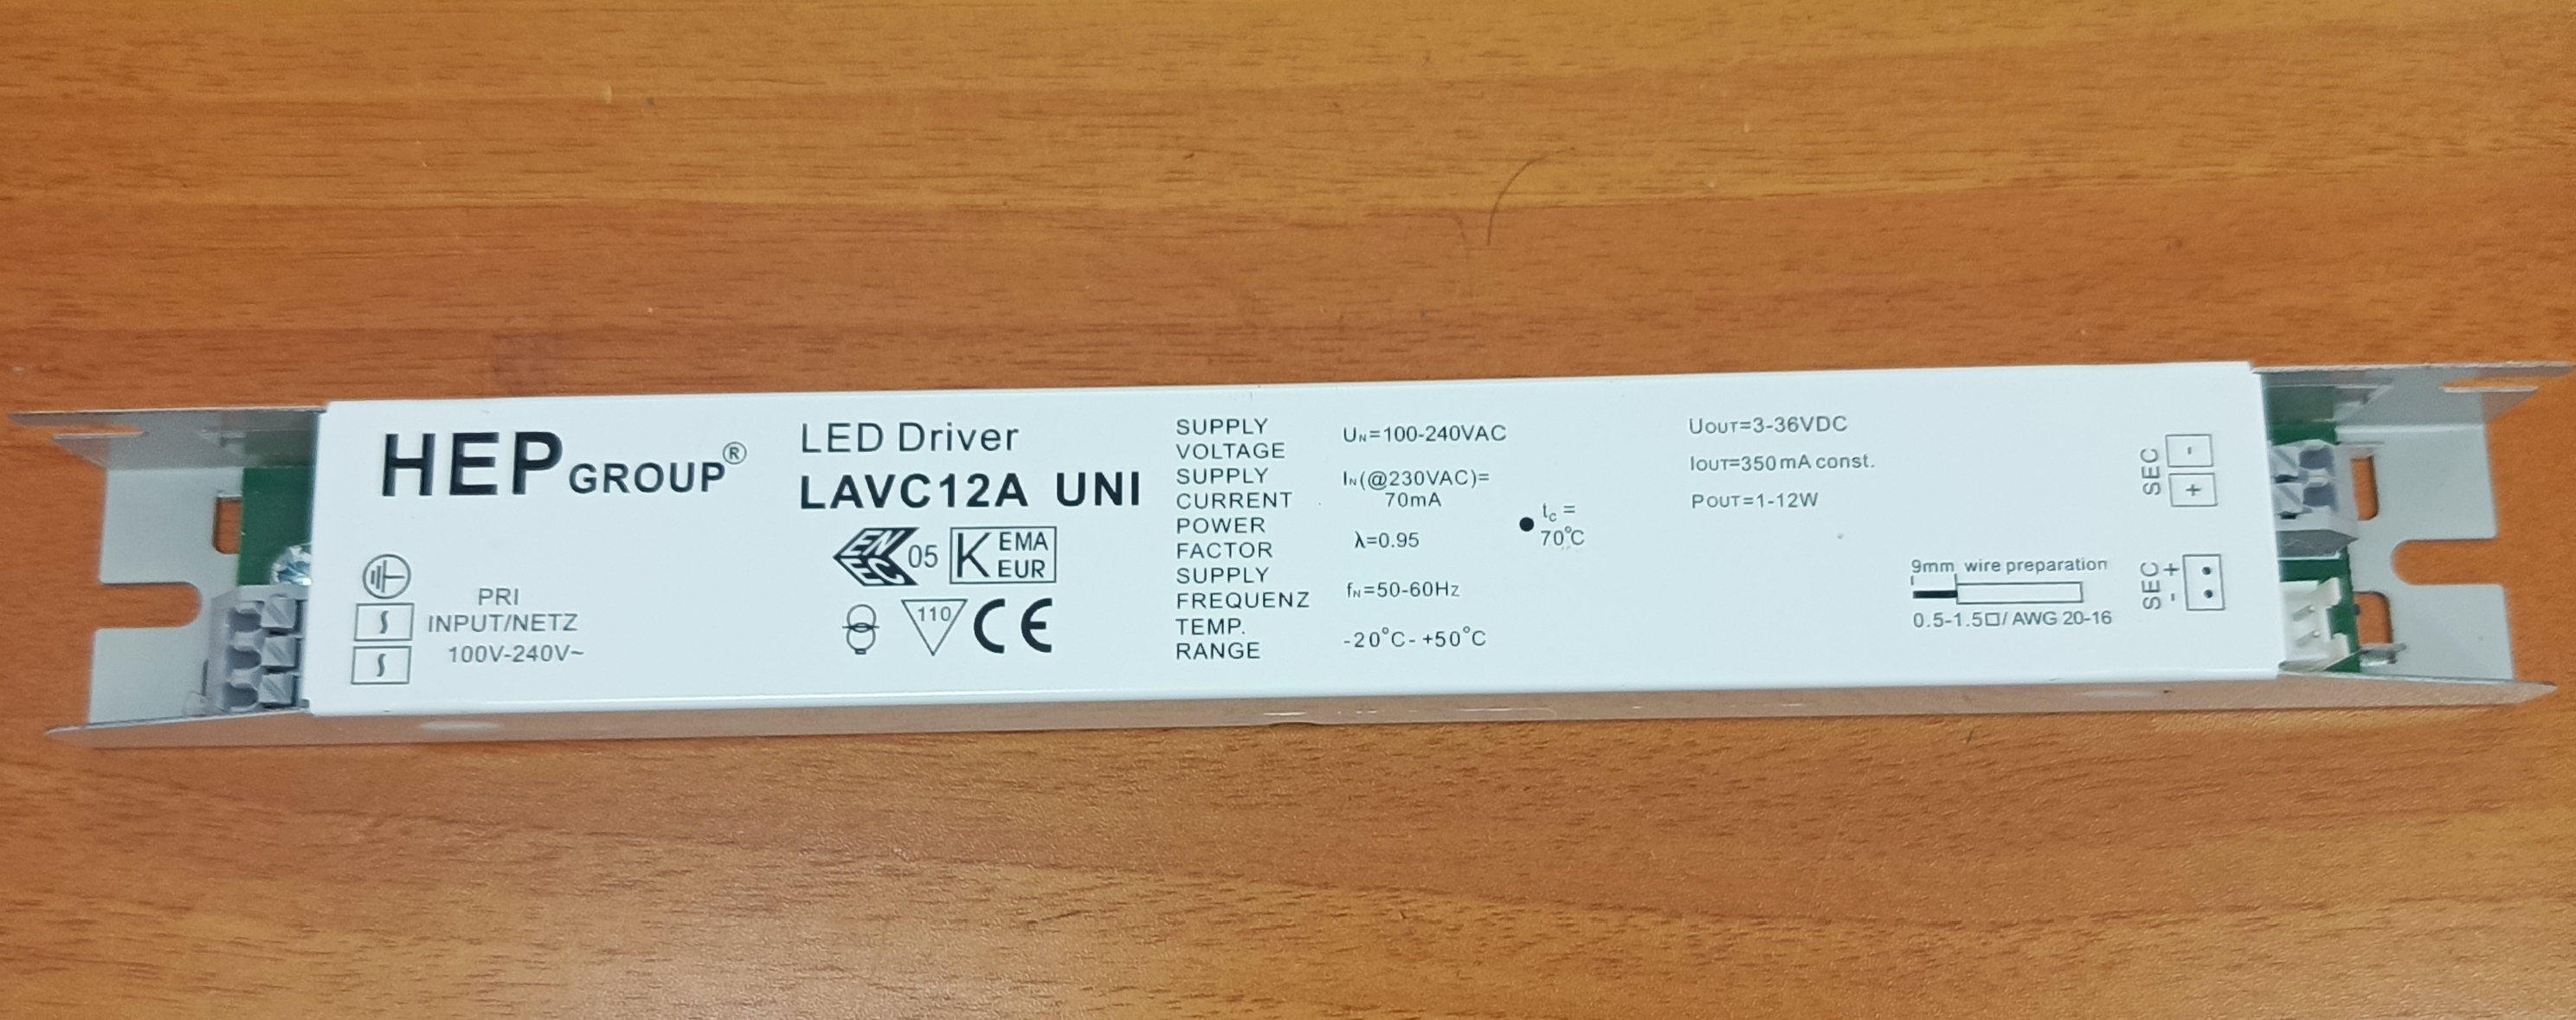 HEP GROUP®
PRI
INPUT/NETZ
100V-240V~
LED Driver
LAVC12A UNI
ENEC 05
KEMA
EUR
110
CE
SUPPLY
VOLTAGE
UN=100-240VAC
SUPPLY
CURRENT
IN(@230VAC)=
70mA
POWER
FACTOR
λ=0.95
SUPPLY
FREQUENZ
fN=50-60Hz
TEMP.
RANGE
-20°C- +50°C
tc =
70°C
UOUT=3-36VDC
IOUT=350mA const.
POUT=1-12W
9mm wire preparation
0.5-1.5□/ AWG 20-16
SEC
-
+
SEC
+
-